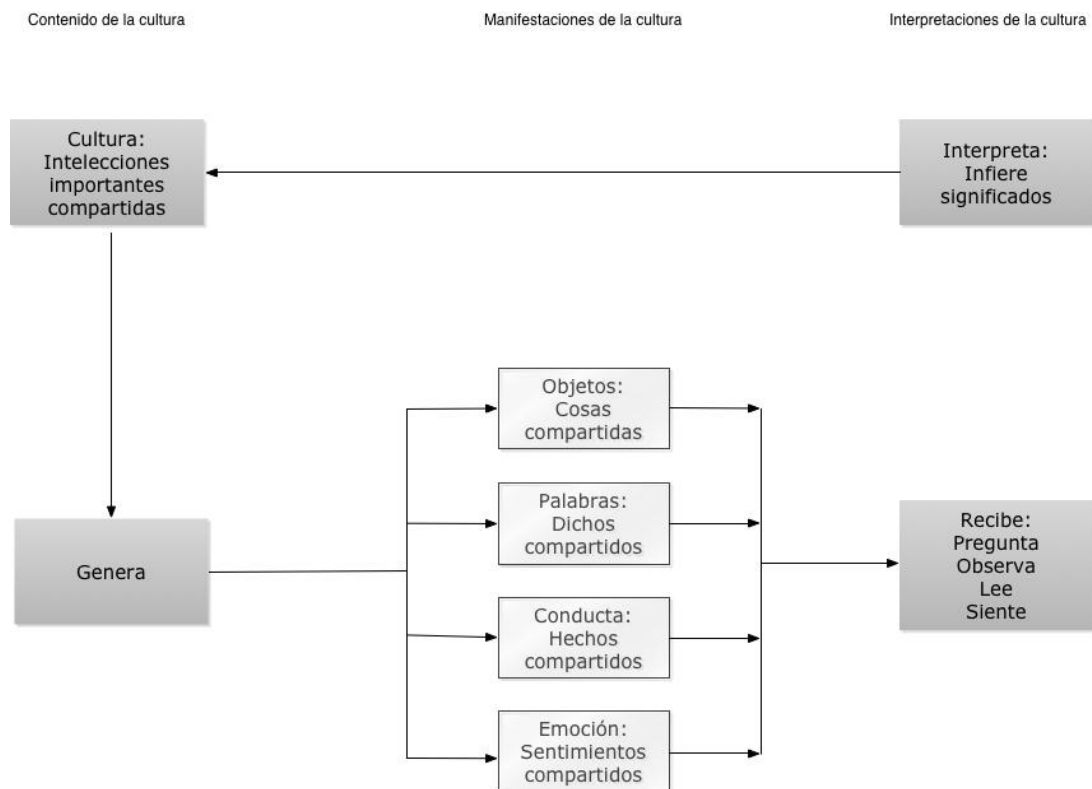 Contenido de la cultura
Manifestaciones de la cultura
Interpretaciones de la cultura
Cultura:
Intelecciones
importantes
compartidas
Interpreta:
Infiere
significados
Genera
Objetos:
Cosas
compartidas
Palabras:
Dichos
compartidos
Conducta:
Hechos
compartidos
Emoción:
Sentimientos
compartidos
Recibe:
Pregunta
Observa
Lee
Siente